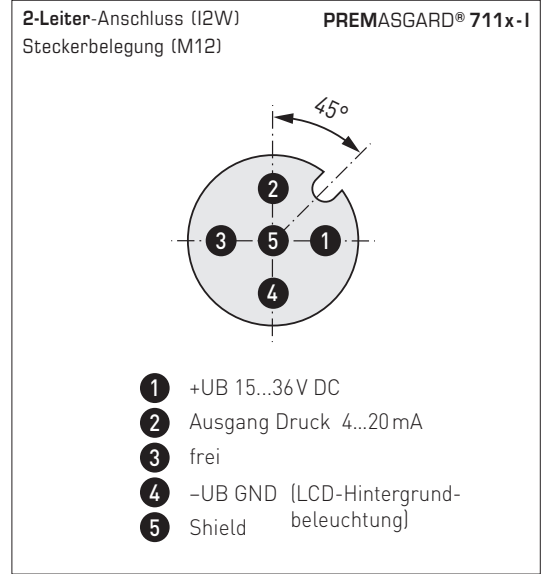 2-Leiter-Anschluss (I2W) PREMASGARD® 711x-I
Steckerbelegung (M12)
45°
2
3 5 1
4
1 +UB 15...36 V DC
2 Ausgang Druck 4...20 mA
3 frei
4 –UB GND (LCD-Hintergrund-
beleuchtung)
5 Shield